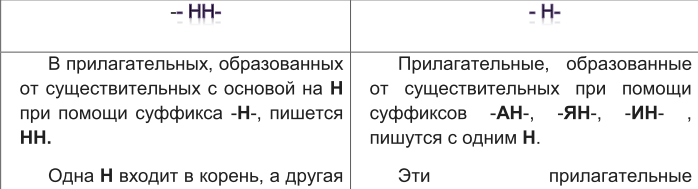 -- НН-
- Н-
В прилагательных, образованных
от существительных с основой на Н
при помощи суффикса -Н-, пишется
НН.
Одна Н входит в корень, а другая
Прилагательные, образованные
от существительных при помощи
суффиксов -АН-, -ЯН-, -ИН- ,
пишутся с одним Н.
Эти прилагательные